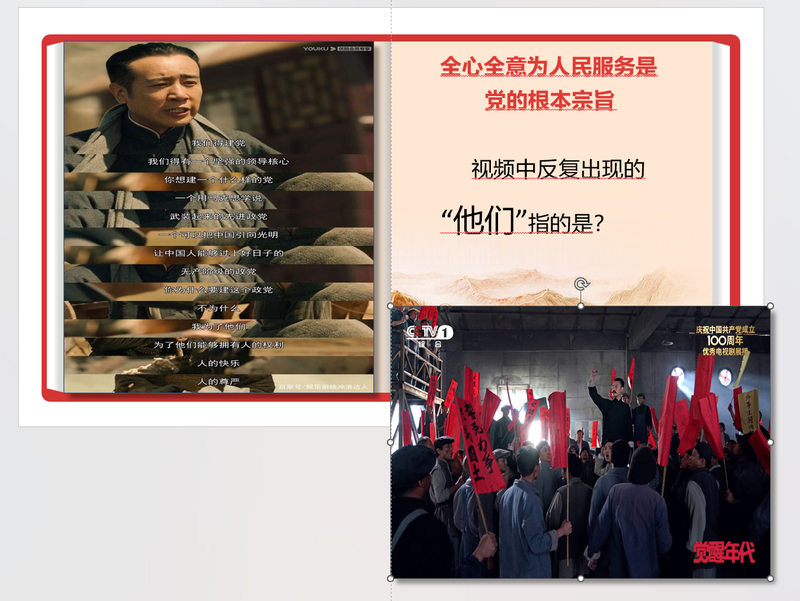 YOUKU
我们得建党
我们得有一个坚强的领导核心
你想建一个什么样的党
一个用马克思学说
武装起来的先进政党
一个可以把中国引向光明
让中国人能够过上好日子的
无产阶级的政党
你为什么要建这个政党
不为什么
我为了他们
为了他们能够拥有人的权利
人的快乐
人的尊严
全心全意为人民服务是
党的根本宗旨
视频中反复出现的
“他们”指的是?
CCTV1
综合
庆祝中国共产党成立
100周年
优秀电视剧展播
觉醒年代